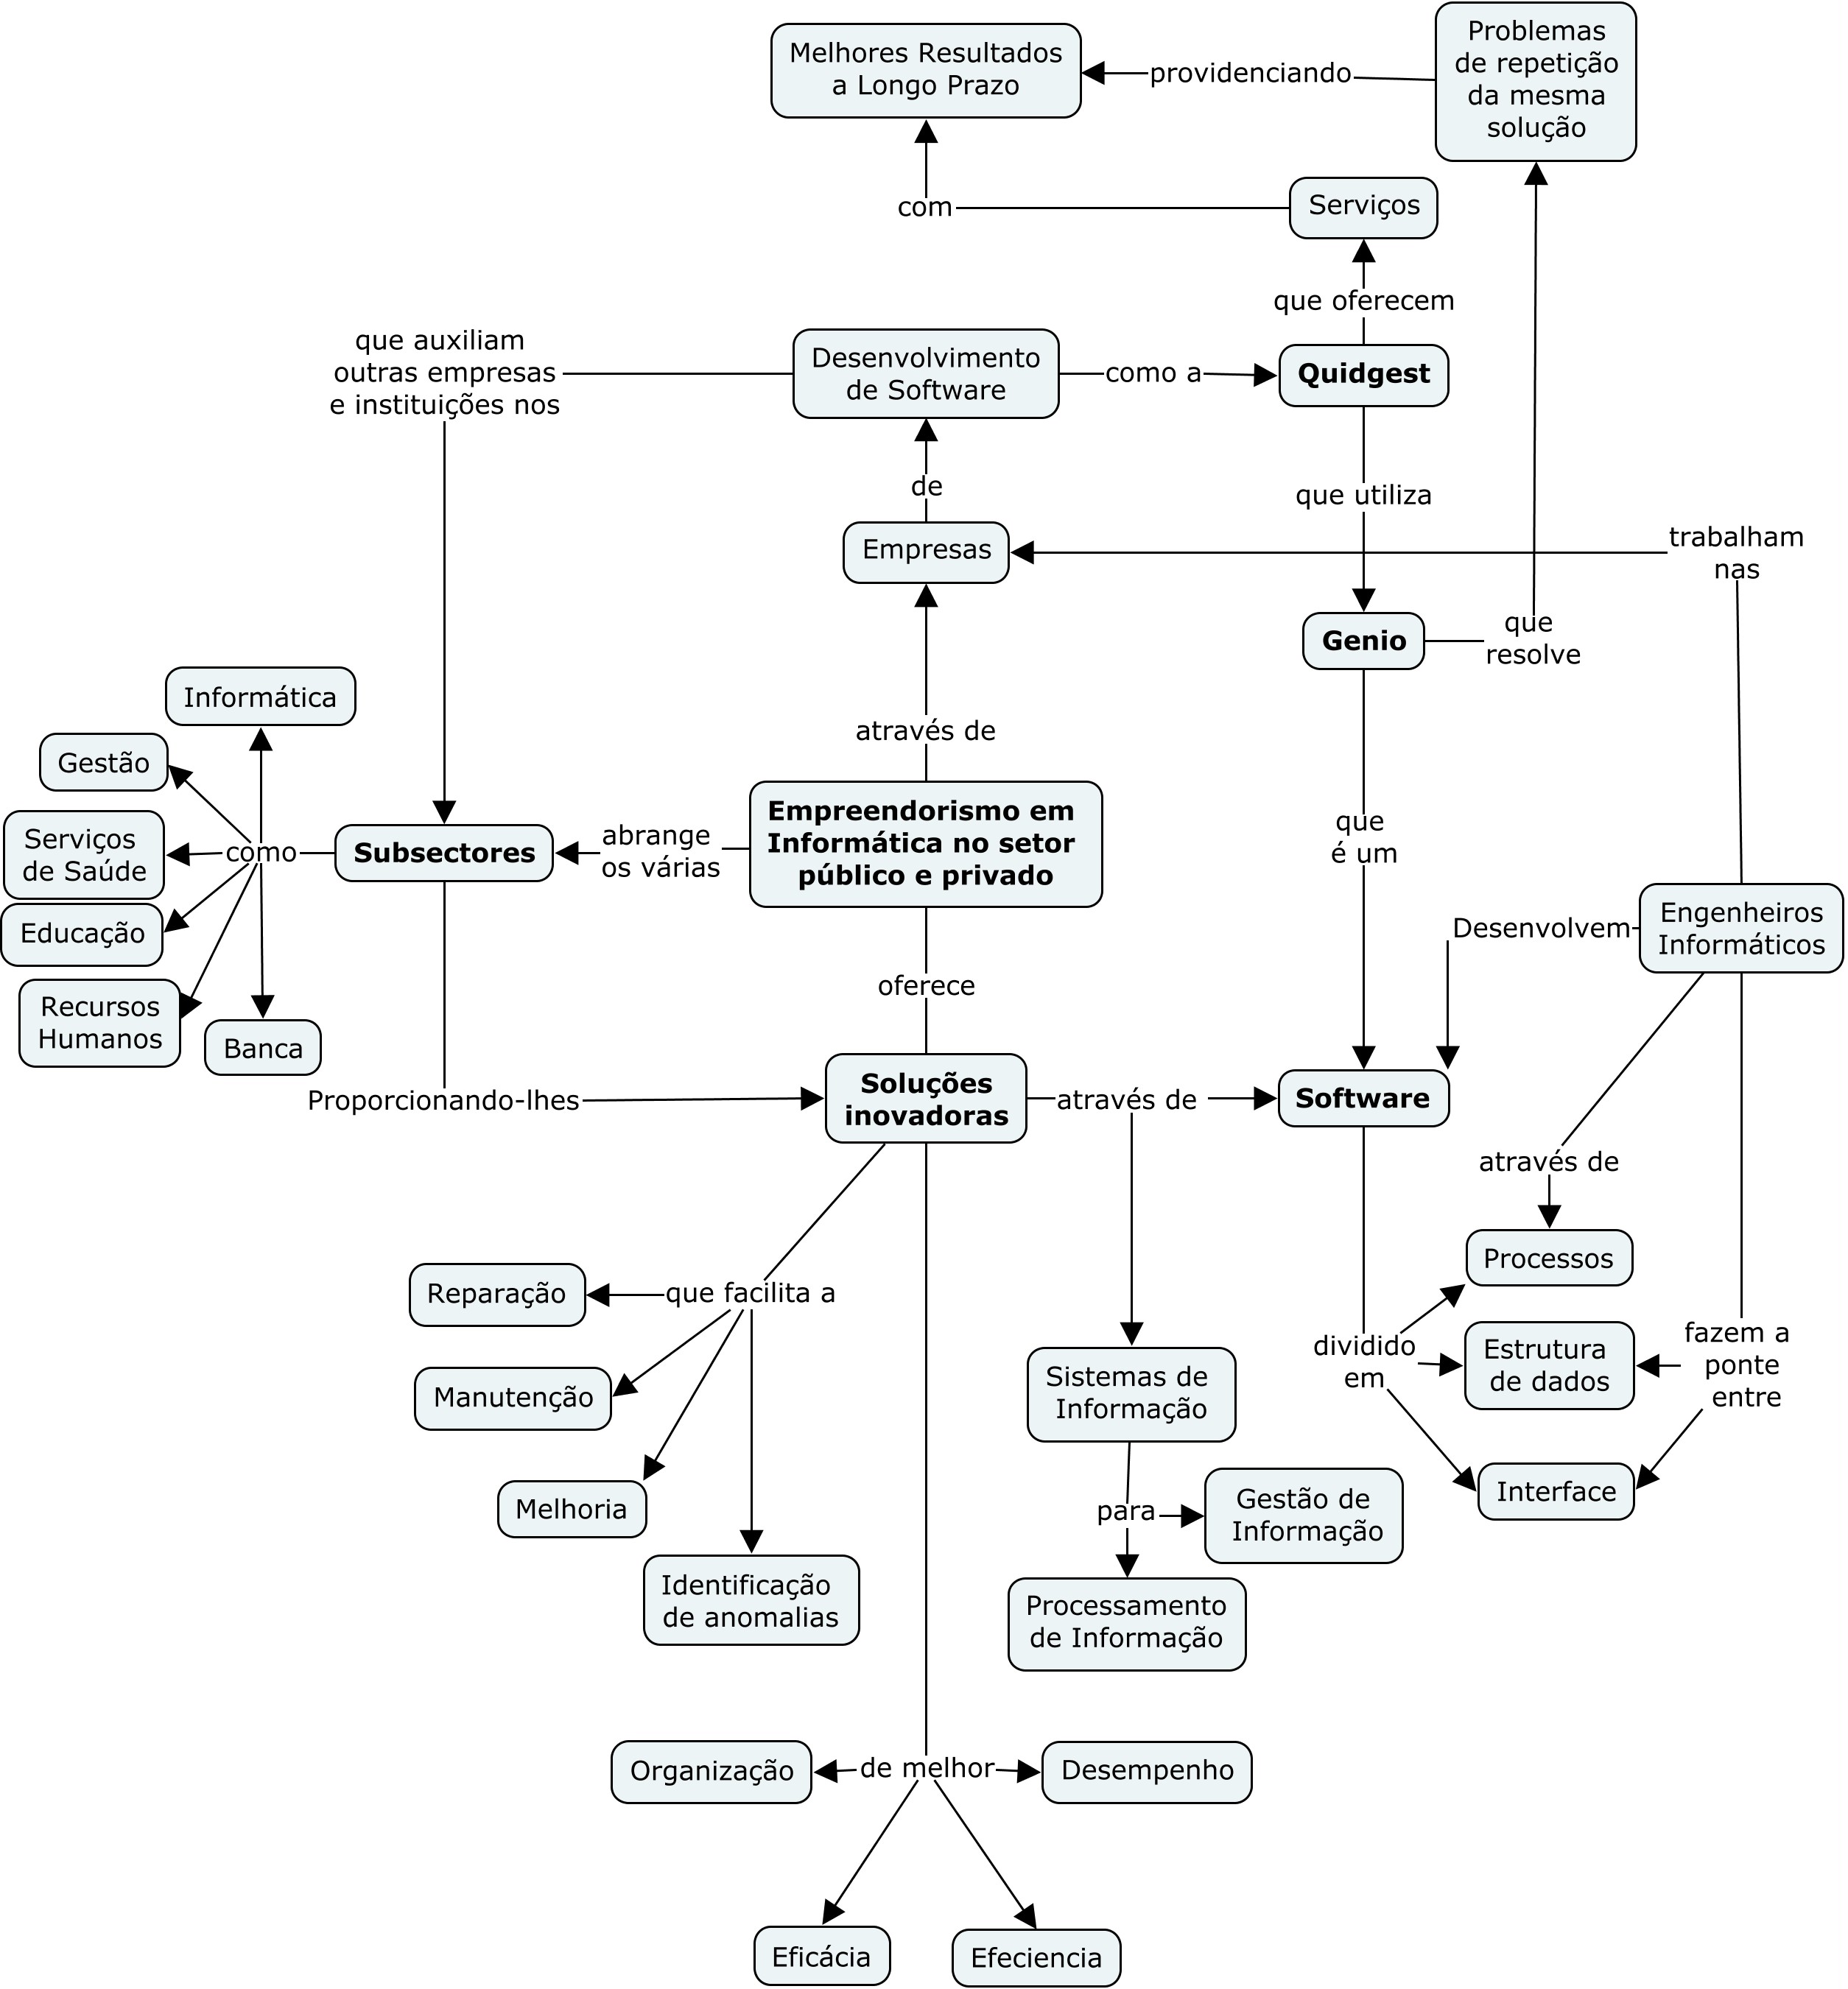 Problemas
de repetição
da mesma
solução
Melhores Resultados
a Longo Prazo
providenciando
Serviços
com
que oferecem
que auxiliam
outras empresas
e instituições nos
Desenvolvimento
de Software
como a
Quidgest
de
que utiliza
Empresas
trabalham
nas
Genio
que
resolve
Informática
através de
Gestão
Empreendorismo em
Informática no setor
público e privado
Serviços
de Saúde
como
Subsectores
abrange
os várias
que
é um
Educação
Desenvolvem
Engenheiros
Informáticos
Recursos
Humanos
Banca
oferece
Proporcionando-lhes
Soluções
inovadoras
através de
Software
através de
Processos
Reparação
que facilita a
dividido
em
Estrutura
de dados
fazem a
ponte
entre
Manutenção
Sistemas de
Informação
Melhoria
para
Gestão de
Informação
Interface
Identificação
de anomalias
Processamento
de Informação
Organização
de melhor
Desempenho
Eficácia
Efeciencia